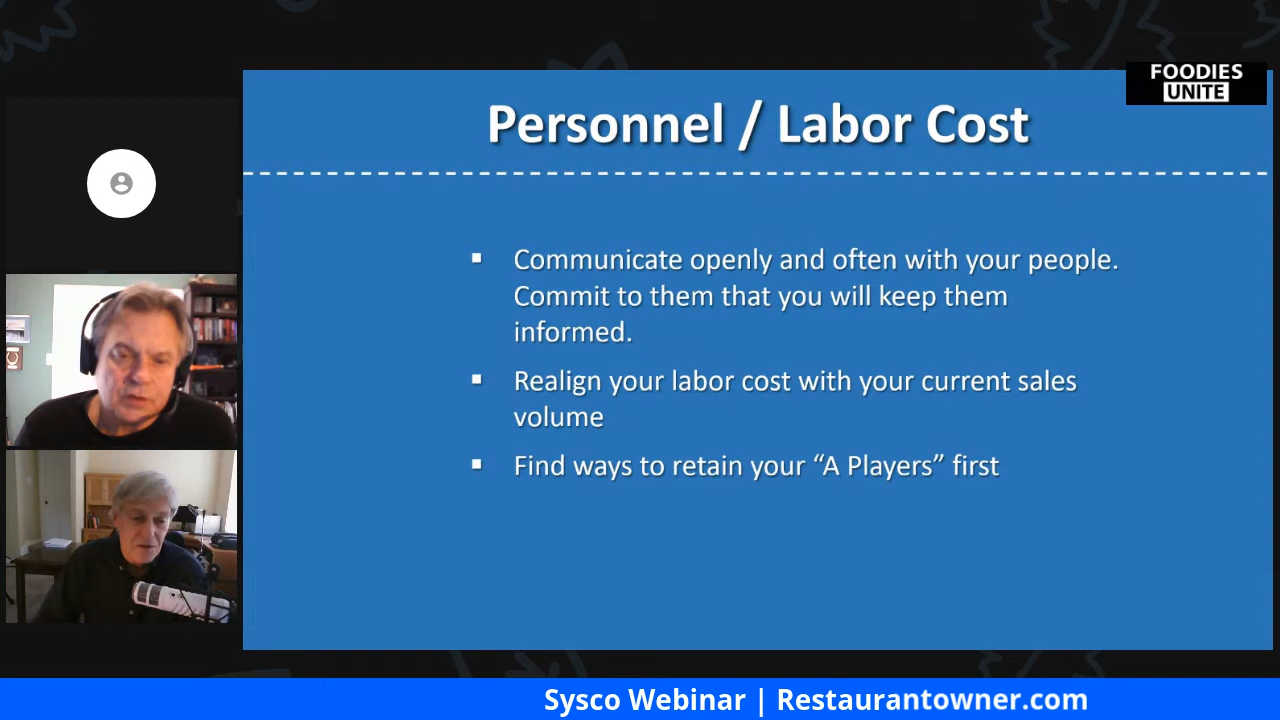 FOODIES
UNITE
Personnel / Labor Cost
Communicate openly and often with your people.
Commit to them that you will keep them
informed.
Realign your labor cost with your current sales
volume
Find ways to retain your “A Players” first
Sysco Webinar | Restaurantowner.com